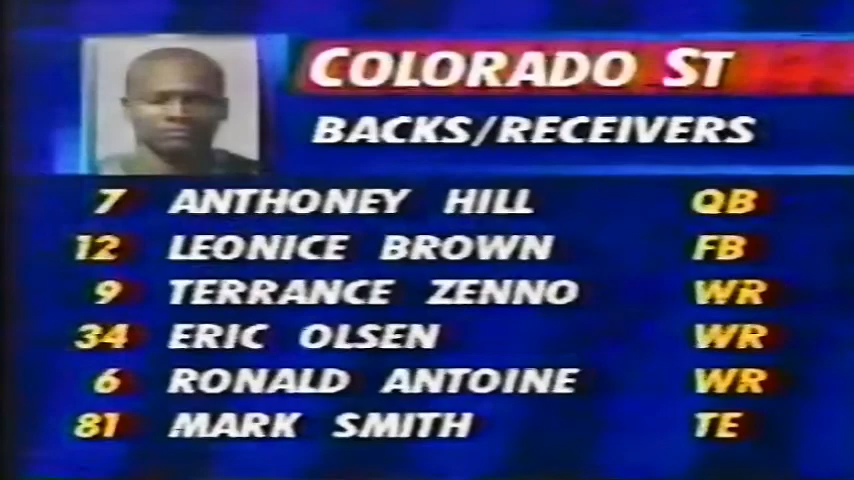 COLORADO ST
BACKS/RECEIVERS
7 ANTHONEY HILL QB
12 LEONICE BROWN FB
9 TERRANCE ZENNO WR
34 ERIC OLSEN WR
6 RONALD ANTOINE WR
81 MARK SMITH TE